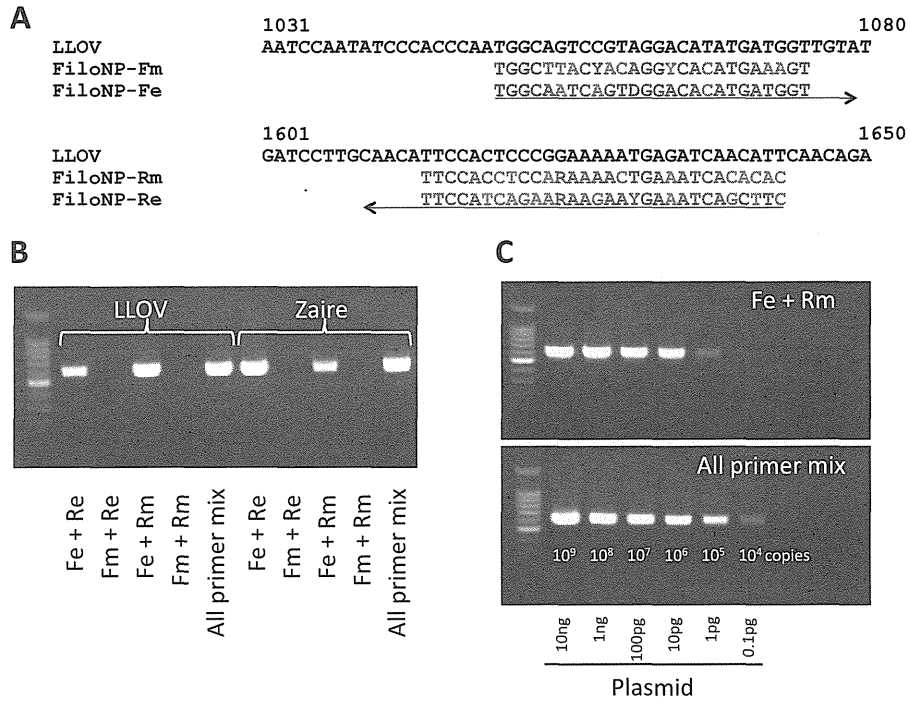 A
1031 1080
LLOV AATCCAATATCCCACCCAATGGCAGTCCGTAGGACATATGATGGTTGTAT
FiloNP-Fm TGGCTTACYACAGGYCACATGAAAGT
FiloNP-Fe TGGCAATCAGTDGGACACATGATGGT
1601 1650
LLOV GATCCTTGCAACATTCCACTCCCGGAAAAATGAGATCAACATTCAACAGA
FiloNP-Rm TTCCACCTCCARAAAACTGAAATCACACAC
FiloNP-Re TTCCATCAGAARAAGAAYGAAATCAGCTTC
B
LLOV Zaire
Fe + Re
Fm + Re
Fe + Rm
Fm + Rm
All primer mix
Fe + Re
Fm + Re
Fe + Rm
Fm + Rm
All primer mix
C
Fe + Rm
All primer mix
10⁹ 10⁸ 10⁷ 10⁶ 10⁵ 10⁴ copies
10ng
1ng
100pg
10pg
1pg
0.1pg
Plasmid